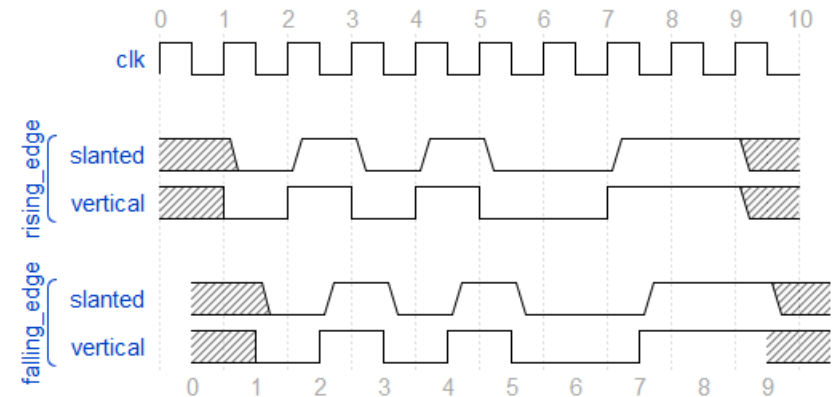 0 1 2 3 4 5 6 7 8 9 10
clk
rising_edge
slanted
vertical
falling_edge
slanted
vertical
0 1 2 3 4 5 6 7 8 9